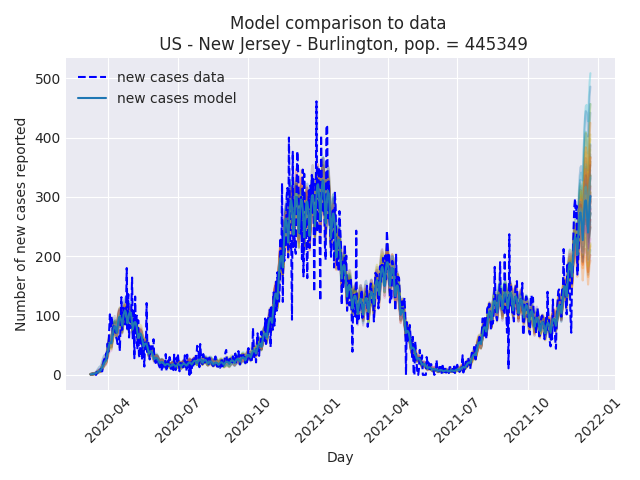 Model comparison to data
US - New Jersey - Burlington, pop. = 445349
new cases data
new cases model
Number of new cases reported
500
400
300
200
100
0
2020-04
2020-07
2020-10
2021-01
2021-04
2021-07
2021-10
2022-01
Day